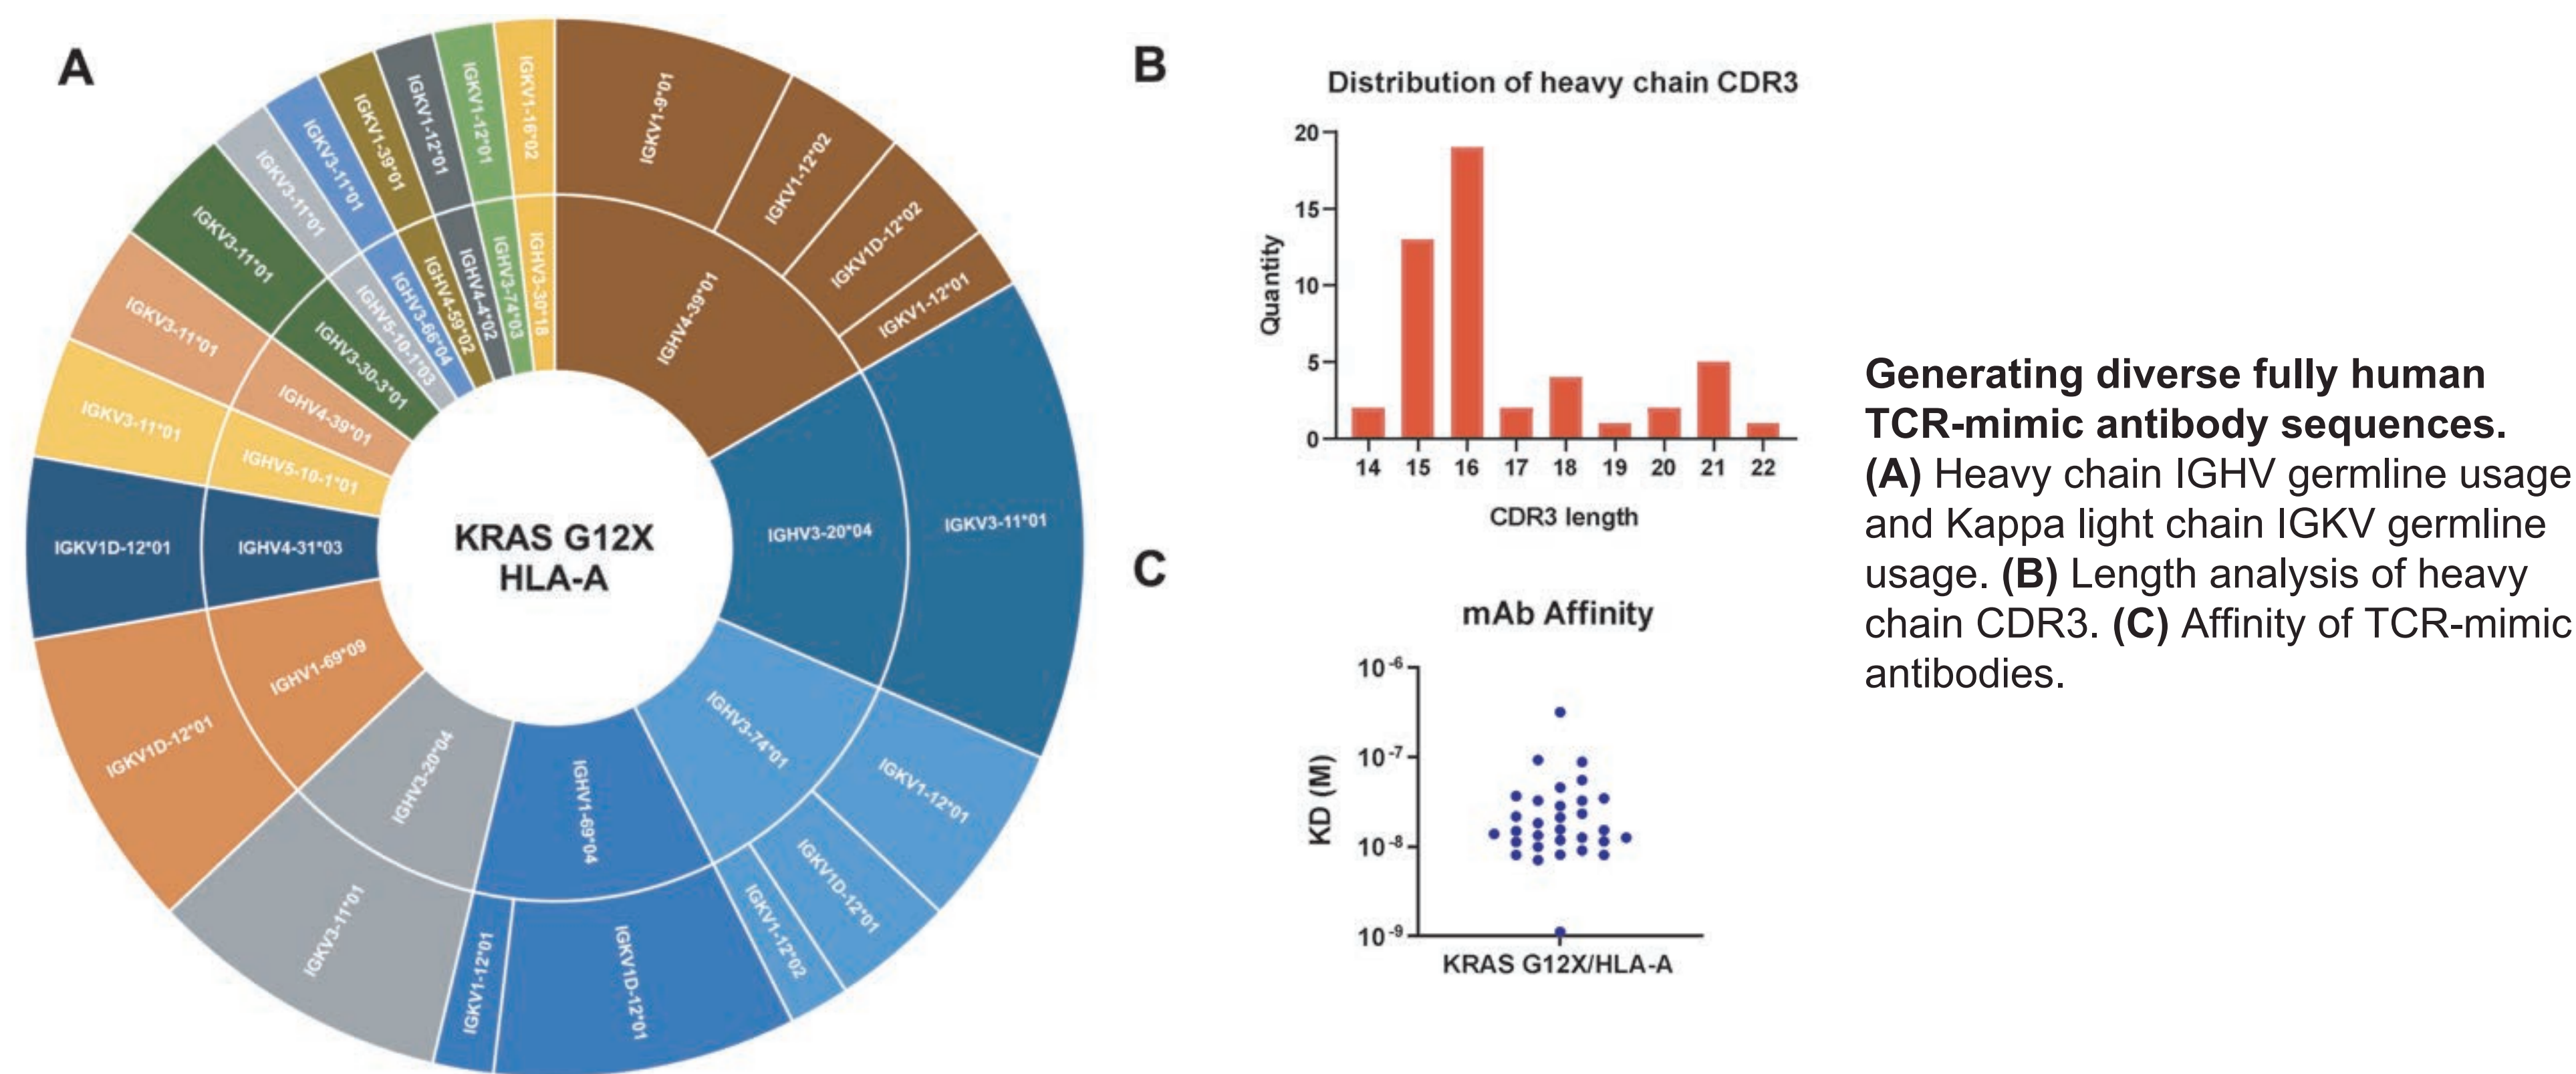 A
IGKV1-9*01
IGKV1-12*02
IGKV1D-12*02
IGKV1-12*01
IGHV4-39*01
IGKV3-11*01
IGHV3-20*04
IGKV1-12*01
IGKV1D-12*01
IGKV1-12*02
IGHV3-74*01
IGKV1D-12*01
IGKV1-12*01
IGHV1-69*04
IGKV3-11*01
IGHV3-20*04
IGKV1D-12*01
IGHV1-69*09
IGKV1D-12*01
IGHV4-31*03
IGKV3-11*01
IGHV5-10-1*01
IGKV3-11*01
IGHV4-39*01
IGKV3-11*01
IGHV3-30-3*01
IGKV3-11*01
IGHV5-10-1*03
IGKV3-11*01
IGHV3-66*04
IGKV1-39*01
IGHV4-59*02
IGKV1-12*01
IGHV4-4*02
IGKV1-12*01
IGHV3-74*03
IGKV1-16*02
IGHV3-30*18
KRAS G12X
HLA-A
B
Distribution of heavy chain CDR3
Quantity
20
15
10
5
0
14 15 16 17 18 19 20 21 22
CDR3 length
C
mAb Affinity
KD (M)
10-6
10-7
10-8
10-9
KRAS G12X/HLA-A
Generating diverse fully human
TCR-mimic antibody sequences.
(A) Heavy chain IGHV germline usage
and Kappa light chain IGKV germline
usage. (B) Length analysis of heavy
chain CDR3. (C) Affinity of TCR-mimic
antibodies.